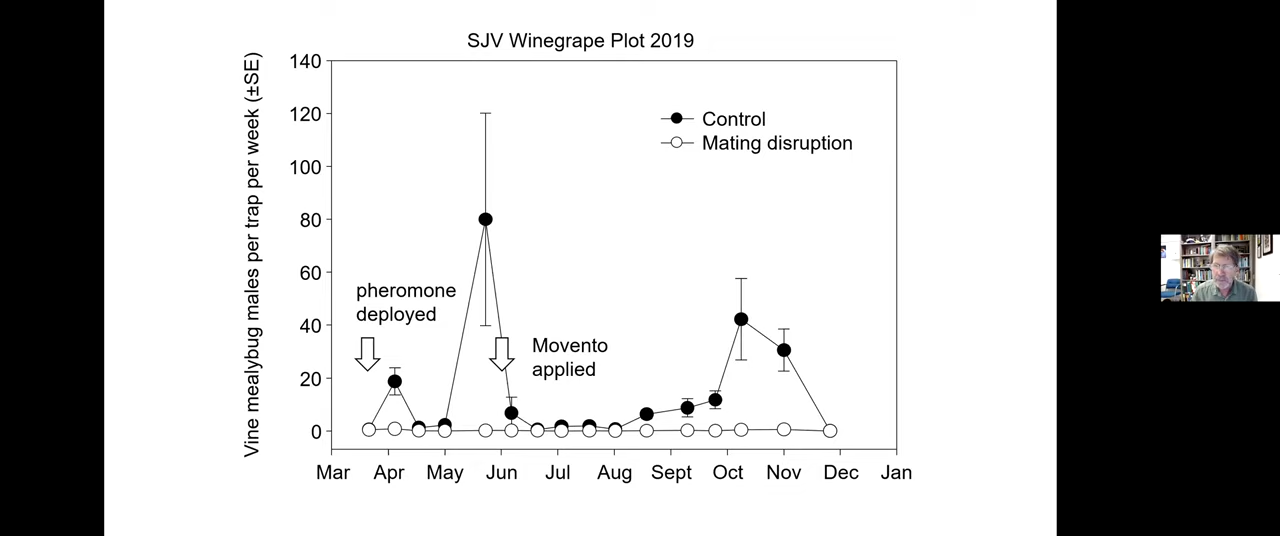 SJV Winegrape Plot 2019
Vine mealybug males per trap per week (±SE)
140
120
100
80
60
40
20
0
Control
Mating disruption
pheromone
deployed
Movento
applied
Mar
Apr
May
Jun
Jul
Aug
Sept
Oct
Nov
Dec
Jan